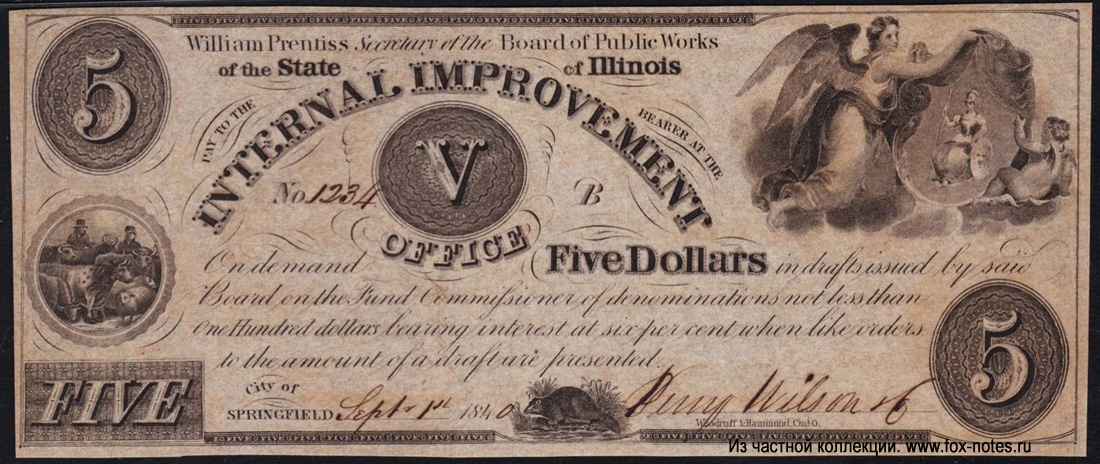 5
William Prentiss Secretary of the Board of Public Works
of the State of Illinois
PAY TO THE BEARER AT THE
INTERNAL IMPROVEMENT
V
No 1234 B
OFFICE
On demand Five Dollars in drafts issued by said
Board on the Fund Commissioner of denominations not less than
One Hundred dollars bearing interest at six per cent when like orders
to the amount of a draft are presented.
5
FIVE
City of
SPRINGFIELD Sept 1st 1840
Woodruff & Hammond, Cin. O.
Из частной коллекции. www.fox-notes.ru